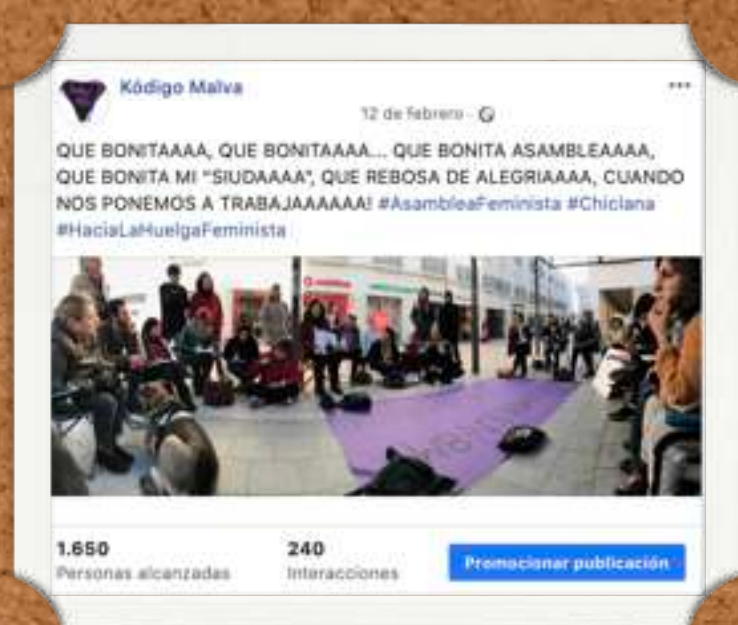 Kódigo Malva
12 de febrero
QUE BONITAAAA, QUE BONITAAAA... QUE BONITA ASAMBLEAAAA,
QUE BONITA MI "SIUDAAAA", QUE REBOSA DE ALEGRIAAAA, CUANDO
NOS PONEMOS A TRABAJAAAAAA! #AsambleaFeminista #Chiclana
#HaciaLaHuelgaFeminista
1.650
Personas alcanzadas
240
Interacciones
Promocionar publicación